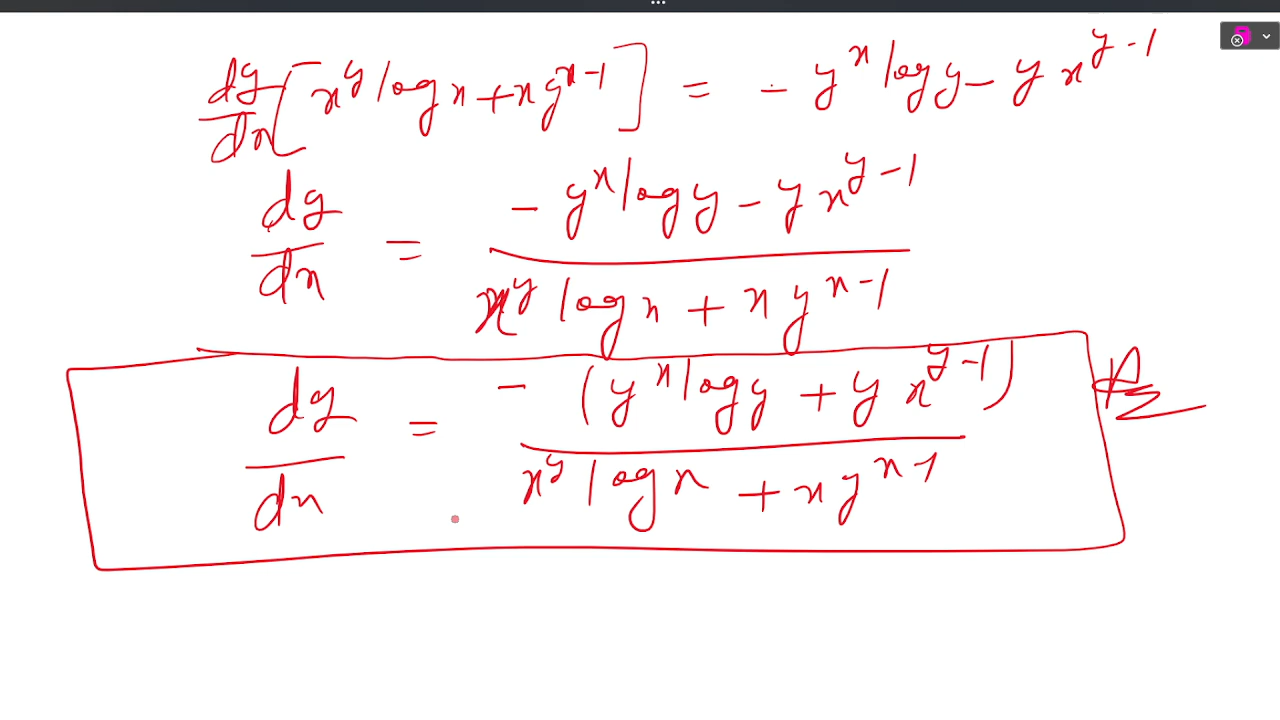 dy/dx [x^y log x + x y^(x-1)] = - y^x log y - y x^(y-1)
dy/dx = (- y^x log y - y x^(y-1)) / (x^y log x + x y^(x-1))
dy/dx = - (y^x log y + y x^(y-1)) / (x^y log x + x y^(x-1))